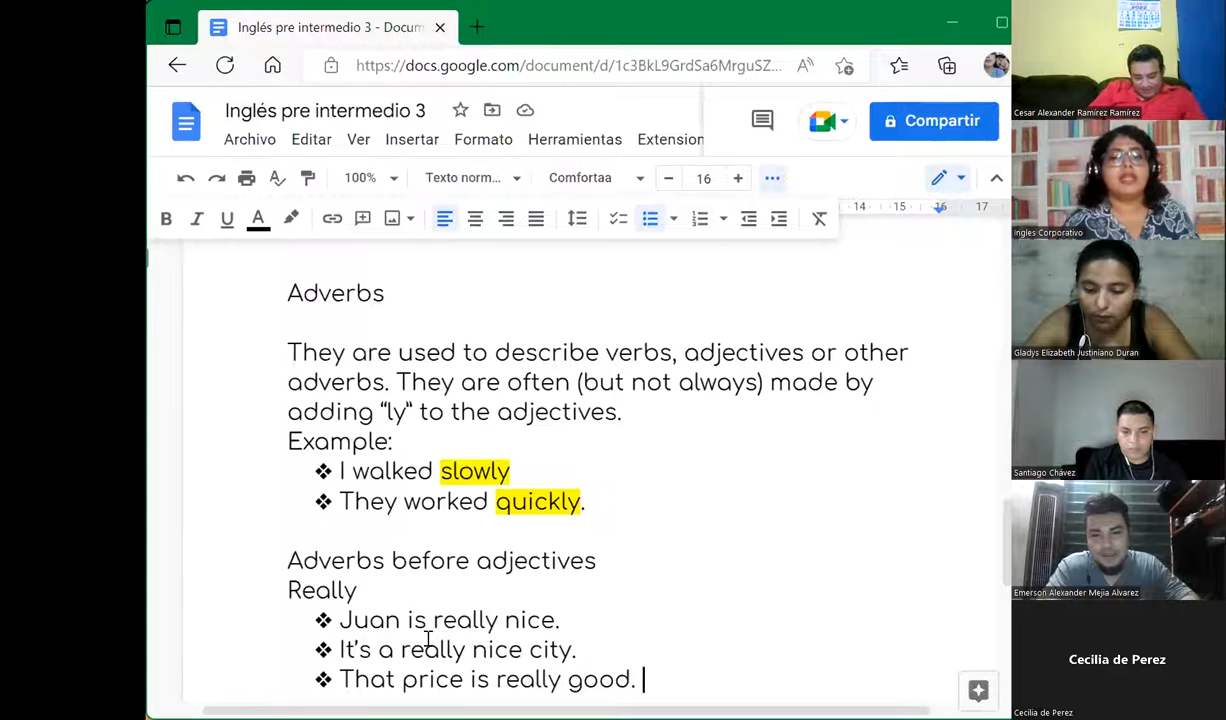 Inglés pre intermedio 3 - Docum
https://docs.google.com/document/d/1c3BkL9GrdSa6MrguSZ...
Inglés pre intermedio 3
Archivo Editar Ver Insertar Formato Herramientas Extension
Compartir
100% Texto norm... Comfortaa 16
14 15 16 17
Adverbs
They are used to describe verbs, adjectives or other
adverbs. They are often (but not always) made by
adding “ly” to the adjectives.
Example:
❖ I walked slowly
❖ They worked quickly.
Adverbs before adjectives
Really
❖ Juan is really nice.
❖ It's a really nice city.
❖ That price is really good.
2022
Cesar Alexander Ramírez Ramírez
Ingles Corporativo
Gladys Elizabeth Justiniano Duran
Santiago Chávez
Emerson Alexander Mejia Alvarez
Cecilia de Perez
Cecilia de Perez